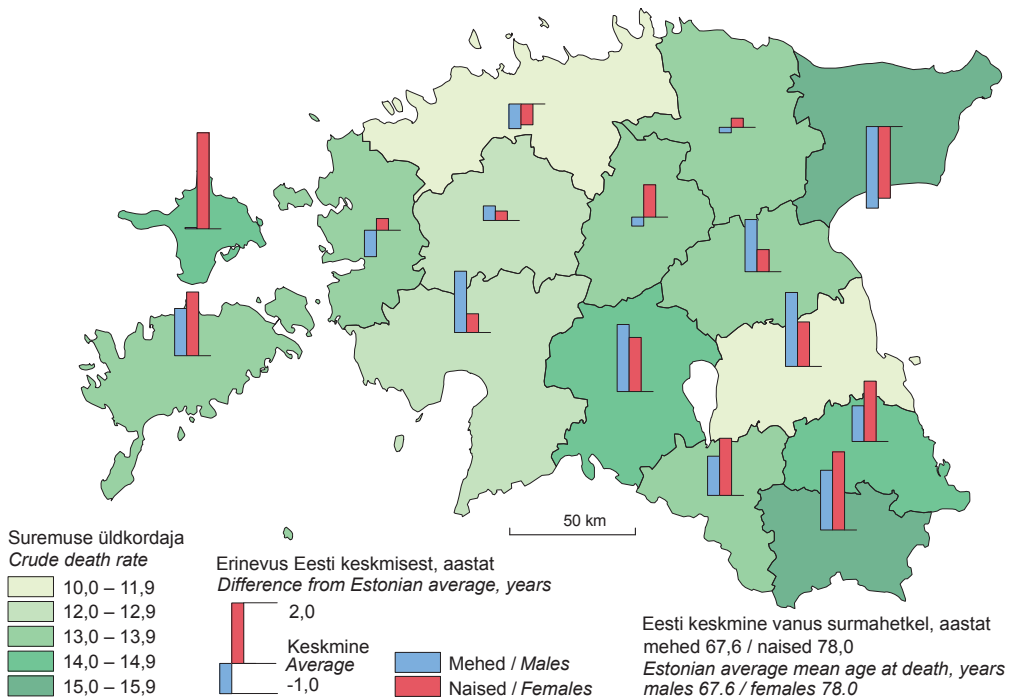 50 km
Suremuse üldkordaja
Crude death rate
10,0 – 11,9
12,0 – 12,9
13,0 – 13,9
14,0 – 14,9
15,0 – 15,9
Erinevus Eesti keskmisest, aastat
Difference from Estonian average, years
2,0
Keskmine
Average
-1,0
Mehed / Males
Naised / Females
Eesti keskmine vanus surmahetkel, aastat
mehed 67,6 / naised 78,0
Estonian average mean age at death, years
males 67.6 / females 78.0